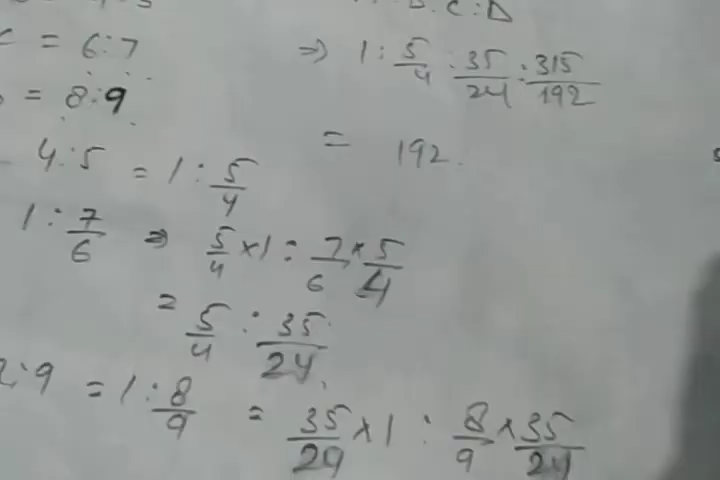 B : C : D
= 6:7
⇒ 1 : 5/4 : 35/24 : 315/192
= 8:9
= 192.
4:5 = 1 : 5/4
1 : 7/6 ⇒ 5/4 × 1 : 7/6 × 5/4
= 5/4 : 35/24
:9 = 1 : 8/9 = 35/24 × 1 : 8/9 × 35/24